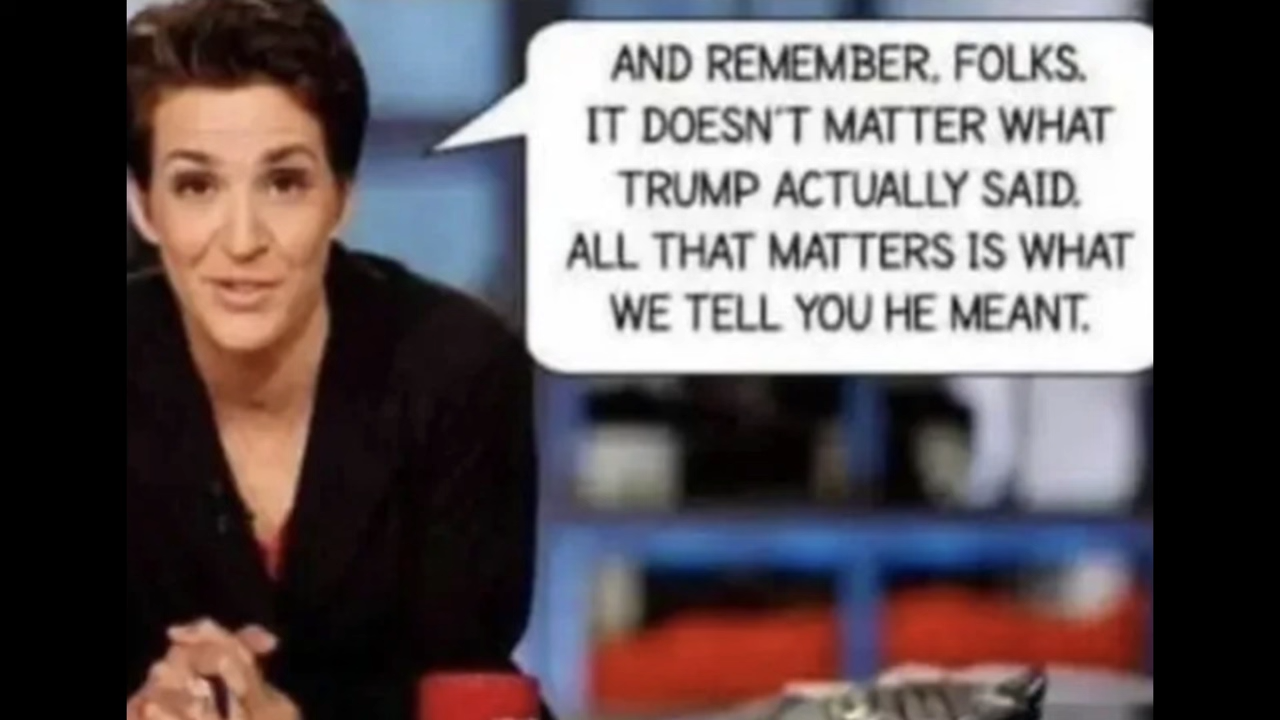 AND REMEMBER, FOLKS.
IT DOESN'T MATTER WHAT
TRUMP ACTUALLY SAID.
ALL THAT MATTERS IS WHAT
WE TELL YOU HE MEANT.